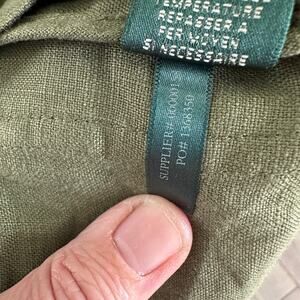 TEMPERATURE
REPASSER A
FER MOYEN
SI NECESSAIRE
SUPPLIER#
PO# 1368350